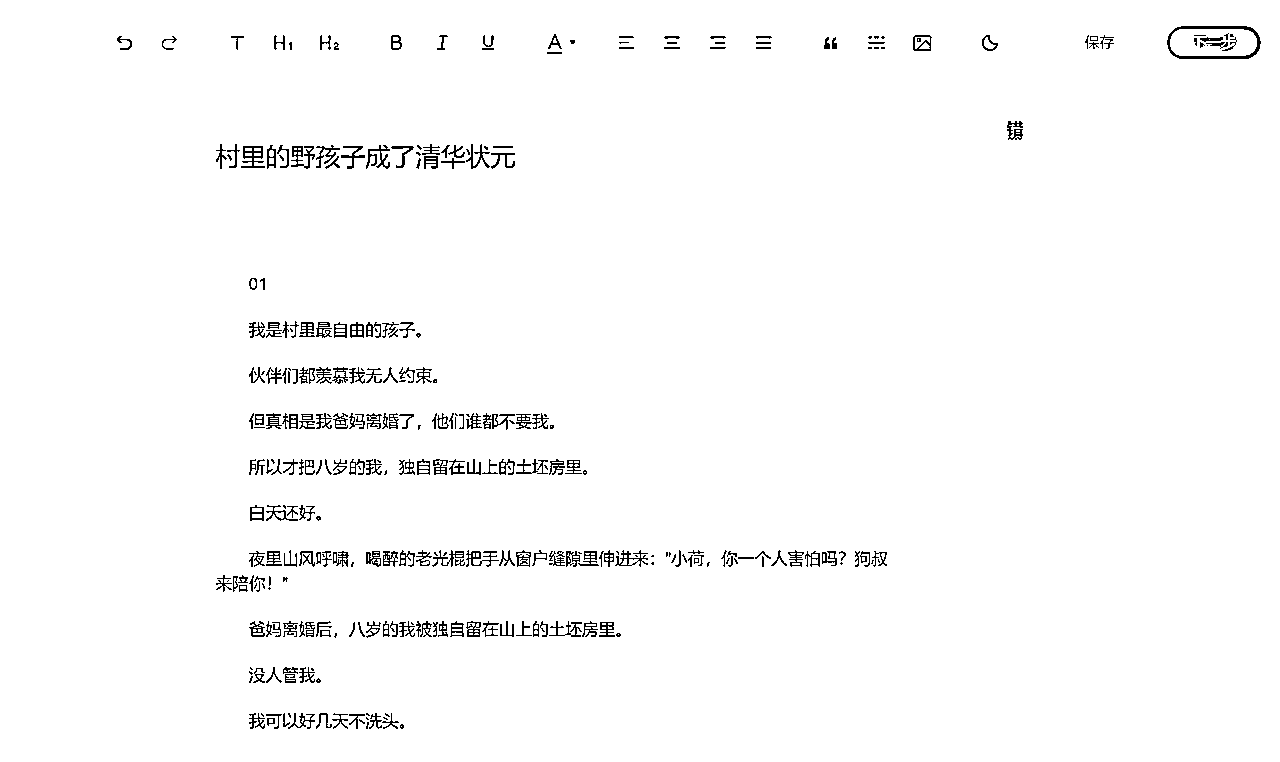 T H1 H2 B I U A 保存 下一步
错
村里的野孩子成了清华状元
01
我是村里最自由的孩子。
伙伴们都羡慕我无人约束。
但真相是我爸妈离婚了，他们谁都不要我。
所以才把八岁的我，独自留在山上的土坯房里。
白天还好。
夜里山风呼啸，喝醉的老光棍把手从窗户缝隙里伸进来："小荷，你一个人害怕吗？狗叔
来陪你！"
爸妈离婚后，八岁的我被独自留在山上的土坯房里。
没人管我。
我可以好几天不洗头。